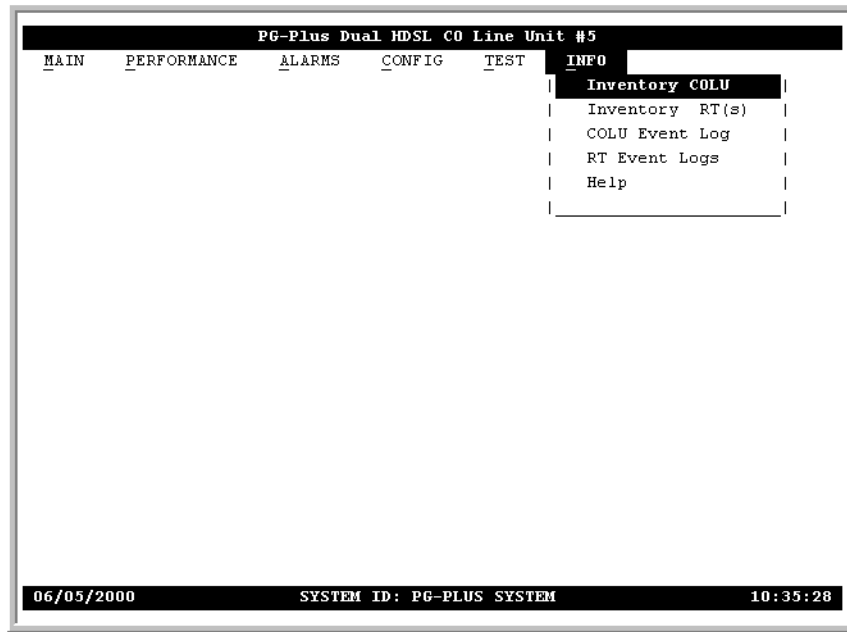 PG-Plus Dual HDSL CO Line Unit #5
MAIN PERFORMANCE ALARMS CONFIG TEST INFO
Inventory COLU
Inventory RT(s)
COLU Event Log
RT Event Logs
Help
06/05/2000 SYSTEM ID: PG-PLUS SYSTEM 10:35:28